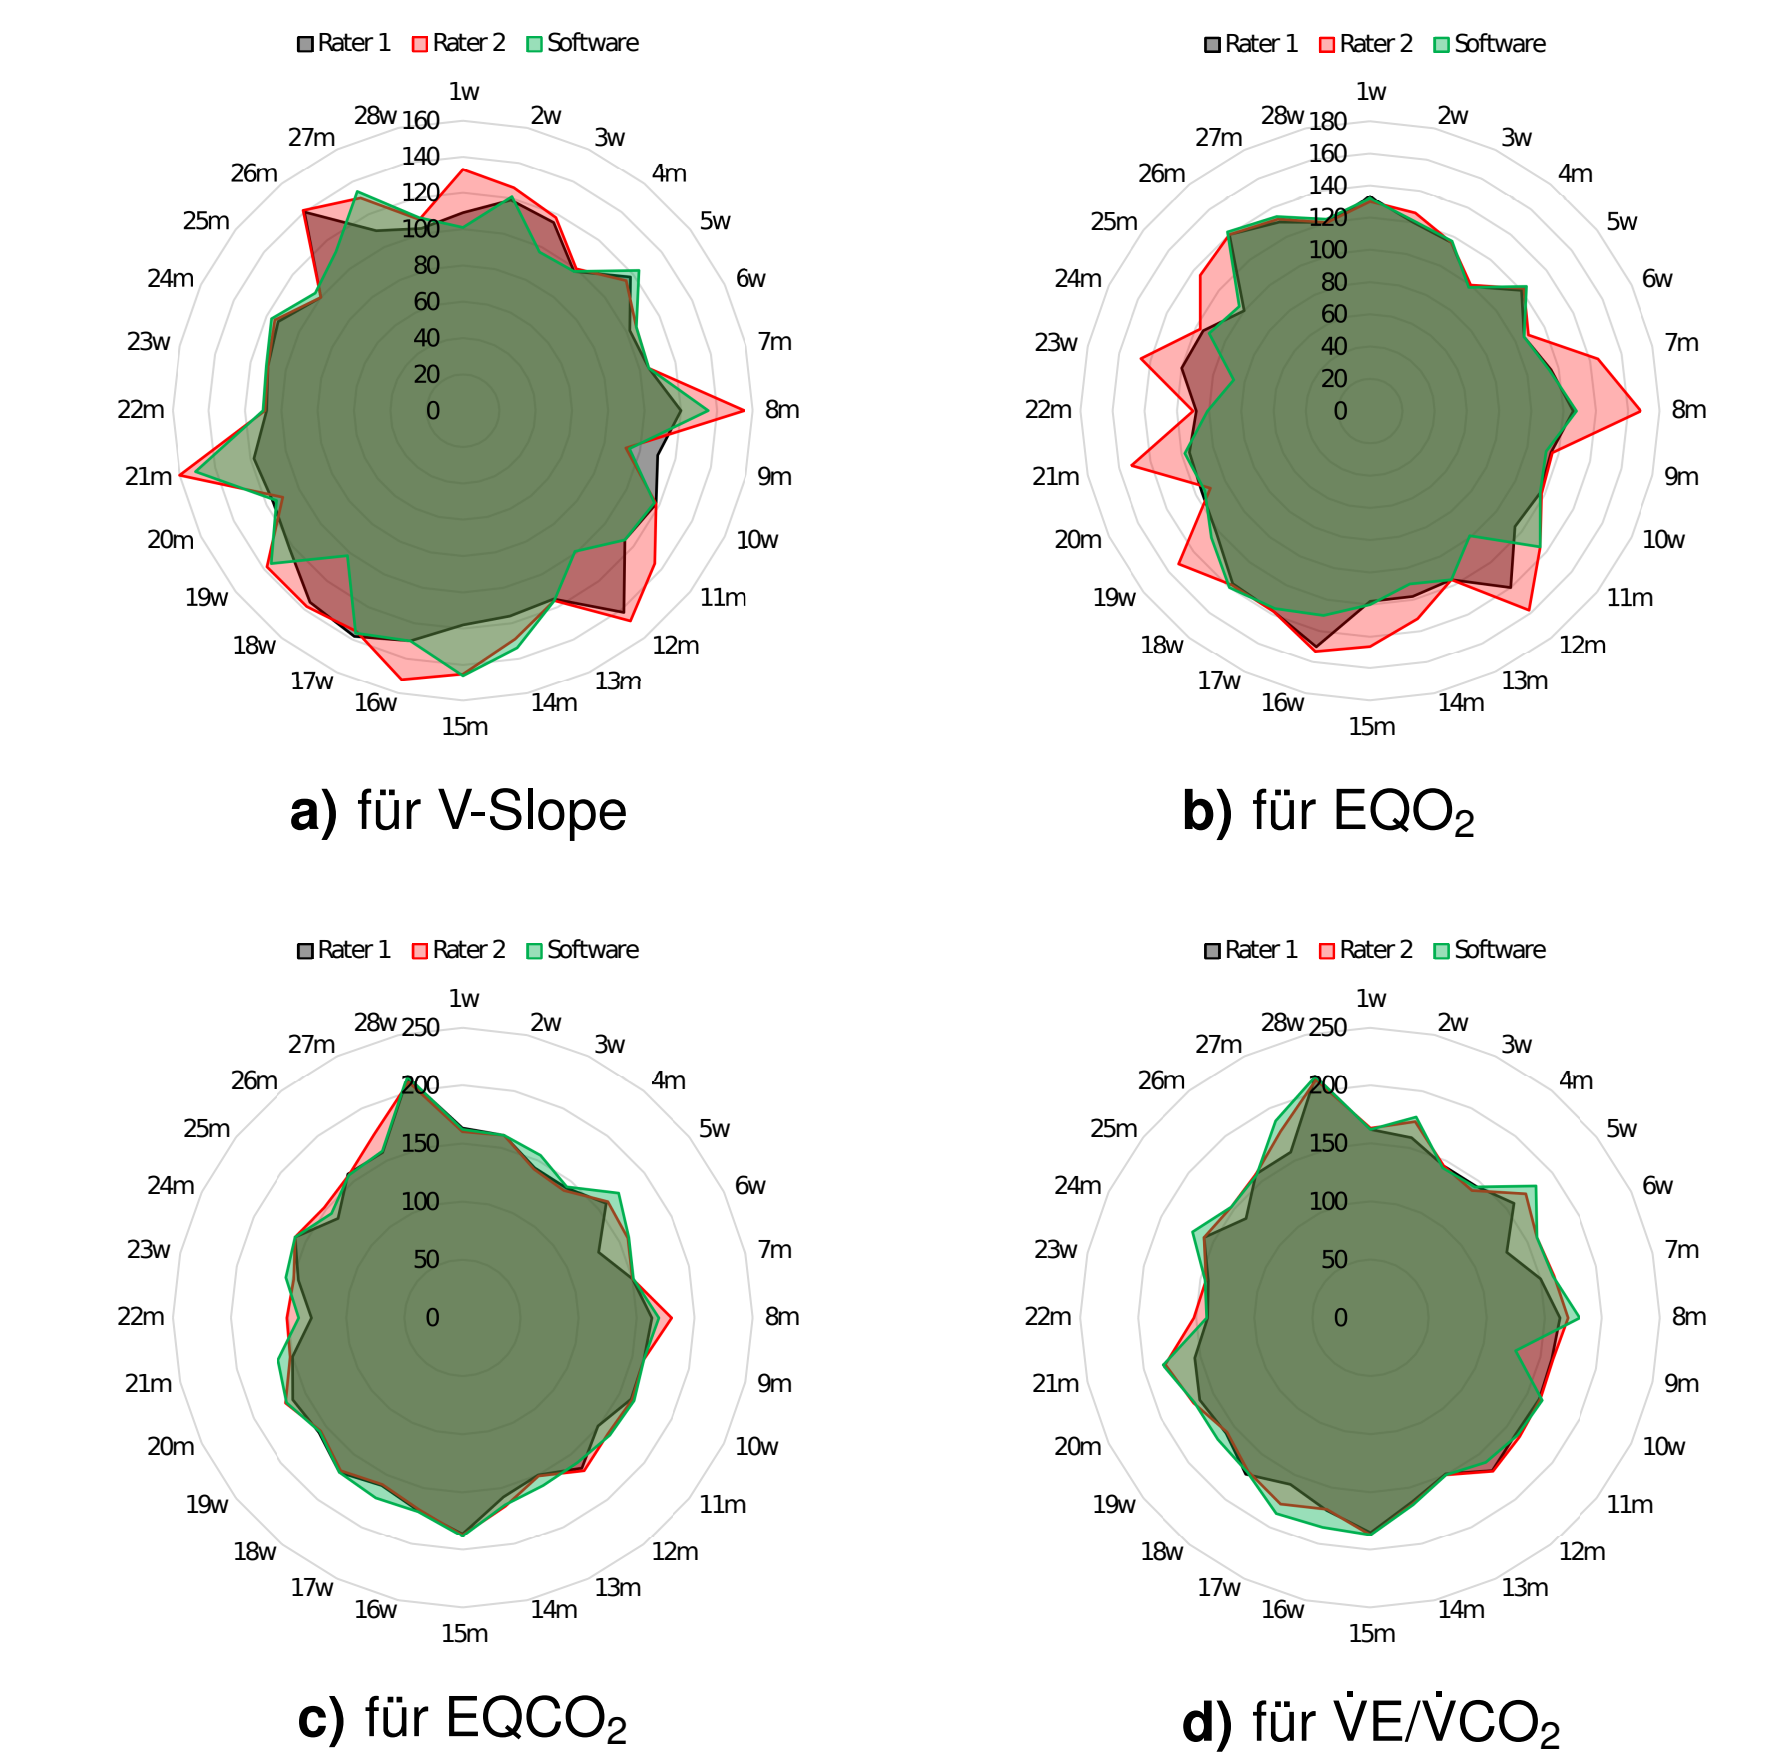 Rater 1 Rater 2 Software
1w
2w
3w
4m
5w
6w
7m
8m
9m
10w
11m
12m
13m
14m
15m
16w
17w
18w
19w
20m
21m
22m
23w
24m
25m
26m
27m
28w
160
140
120
100
80
60
40
20
0
a) für V-Slope
Rater 1 Rater 2 Software
1w
2w
3w
4m
5w
6w
7m
8m
9m
10w
11m
12m
13m
14m
15m
16w
17w
18w
19w
20m
21m
22m
23w
24m
25m
26m
27m
28w
180
160
140
120
100
80
60
40
20
0
b) für EQO₂
Rater 1 Rater 2 Software
1w
2w
3w
4m
5w
6w
7m
8m
9m
10w
11m
12m
13m
14m
15m
16w
17w
18w
19w
20m
21m
22m
23w
24m
25m
26m
27m
28w
250
200
150
100
50
0
c) für EQCO₂
Rater 1 Rater 2 Software
1w
2w
3w
4m
5w
6w
7m
8m
9m
10w
11m
12m
13m
14m
15m
16w
17w
18w
19w
20m
21m
22m
23w
24m
25m
26m
27m
28w
250
200
150
100
50
0
d) für V̇E/V̇CO₂